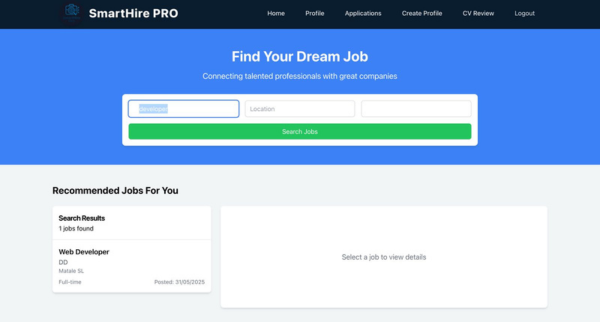 SmartHire PRO
Home Profile Applications Create Profile CV Review Logout
Find Your Dream Job
Connecting talented professionals with great companies
developer Location
Search Jobs
Recommended Jobs For You
Search Results
1 jobs found
Web Developer
DD
Matale SL
Full-time Posted: 31/05/2025
Select a job to view details